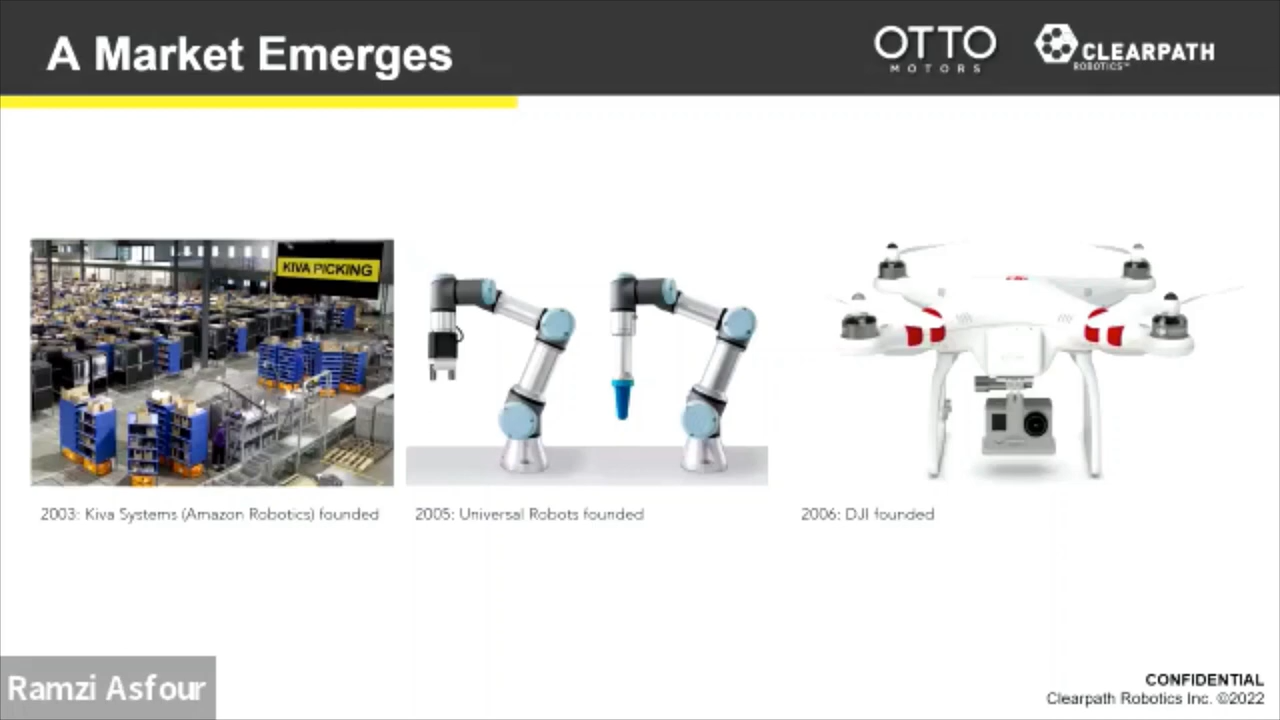 A Market Emerges
OTTO
MOTORS
CLEARPATH
ROBOTICS™
KIVA PICKING
2003: Kiva Systems (Amazon Robotics) founded
2005: Universal Robots founded
2006: DJI founded
Ramzi Asfour
CONFIDENTIAL
Clearpath Robotics Inc. ©2022